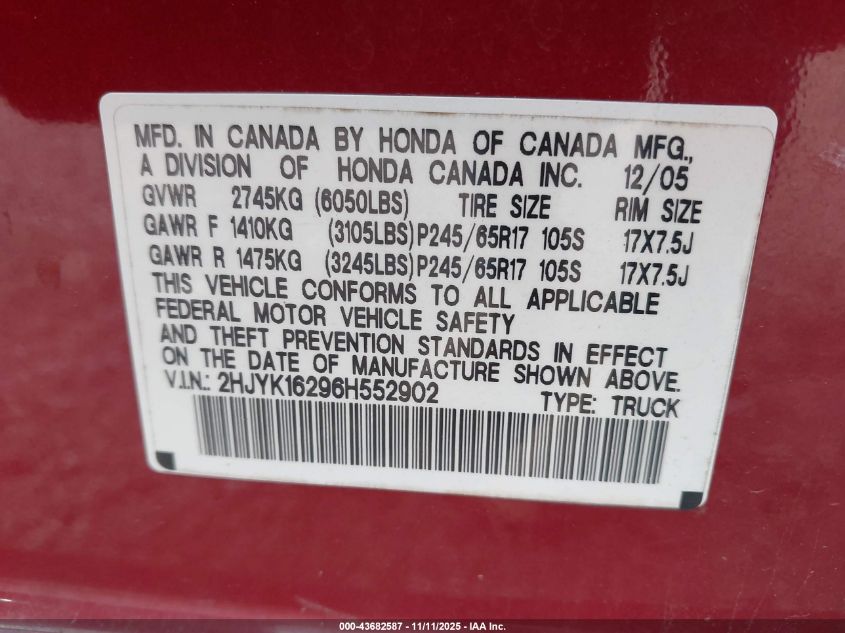 MFD. IN CANADA BY HONDA OF CANADA MFG.,
A DIVISION OF HONDA CANADA INC. 12/05
GVWR 2745KG (6050LBS) TIRE SIZE RIM SIZE
GAWR F 1410KG (3105LBS) P245/65R17 105S 17X7.5J
GAWR R 1475KG (3245LBS) P245/65R17 105S 17X7.5J
THIS VEHICLE CONFORMS TO ALL APPLICABLE
FEDERAL MOTOR VEHICLE SAFETY
AND THEFT PREVENTION STANDARDS IN EFFECT
ON THE DATE OF MANUFACTURE SHOWN ABOVE.
V.I.N.: 2HJYK16296H552902 TYPE: TRUCK
000-43682587 - 11/11/2025 - IAA Inc.